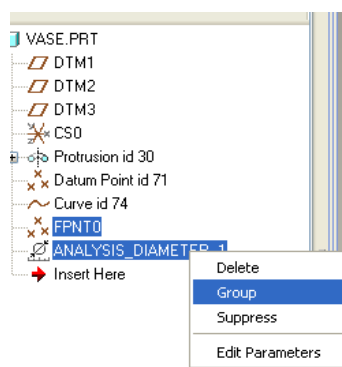 VASE.PRT
DTM1
DTM2
DTM3
CS0
Protrusion id 30
Datum Point id 71
Curve id 74
FPNT0
ANALYSIS_DIAMETER_1
Insert Here
Delete
Group
Suppress
Edit Parameters